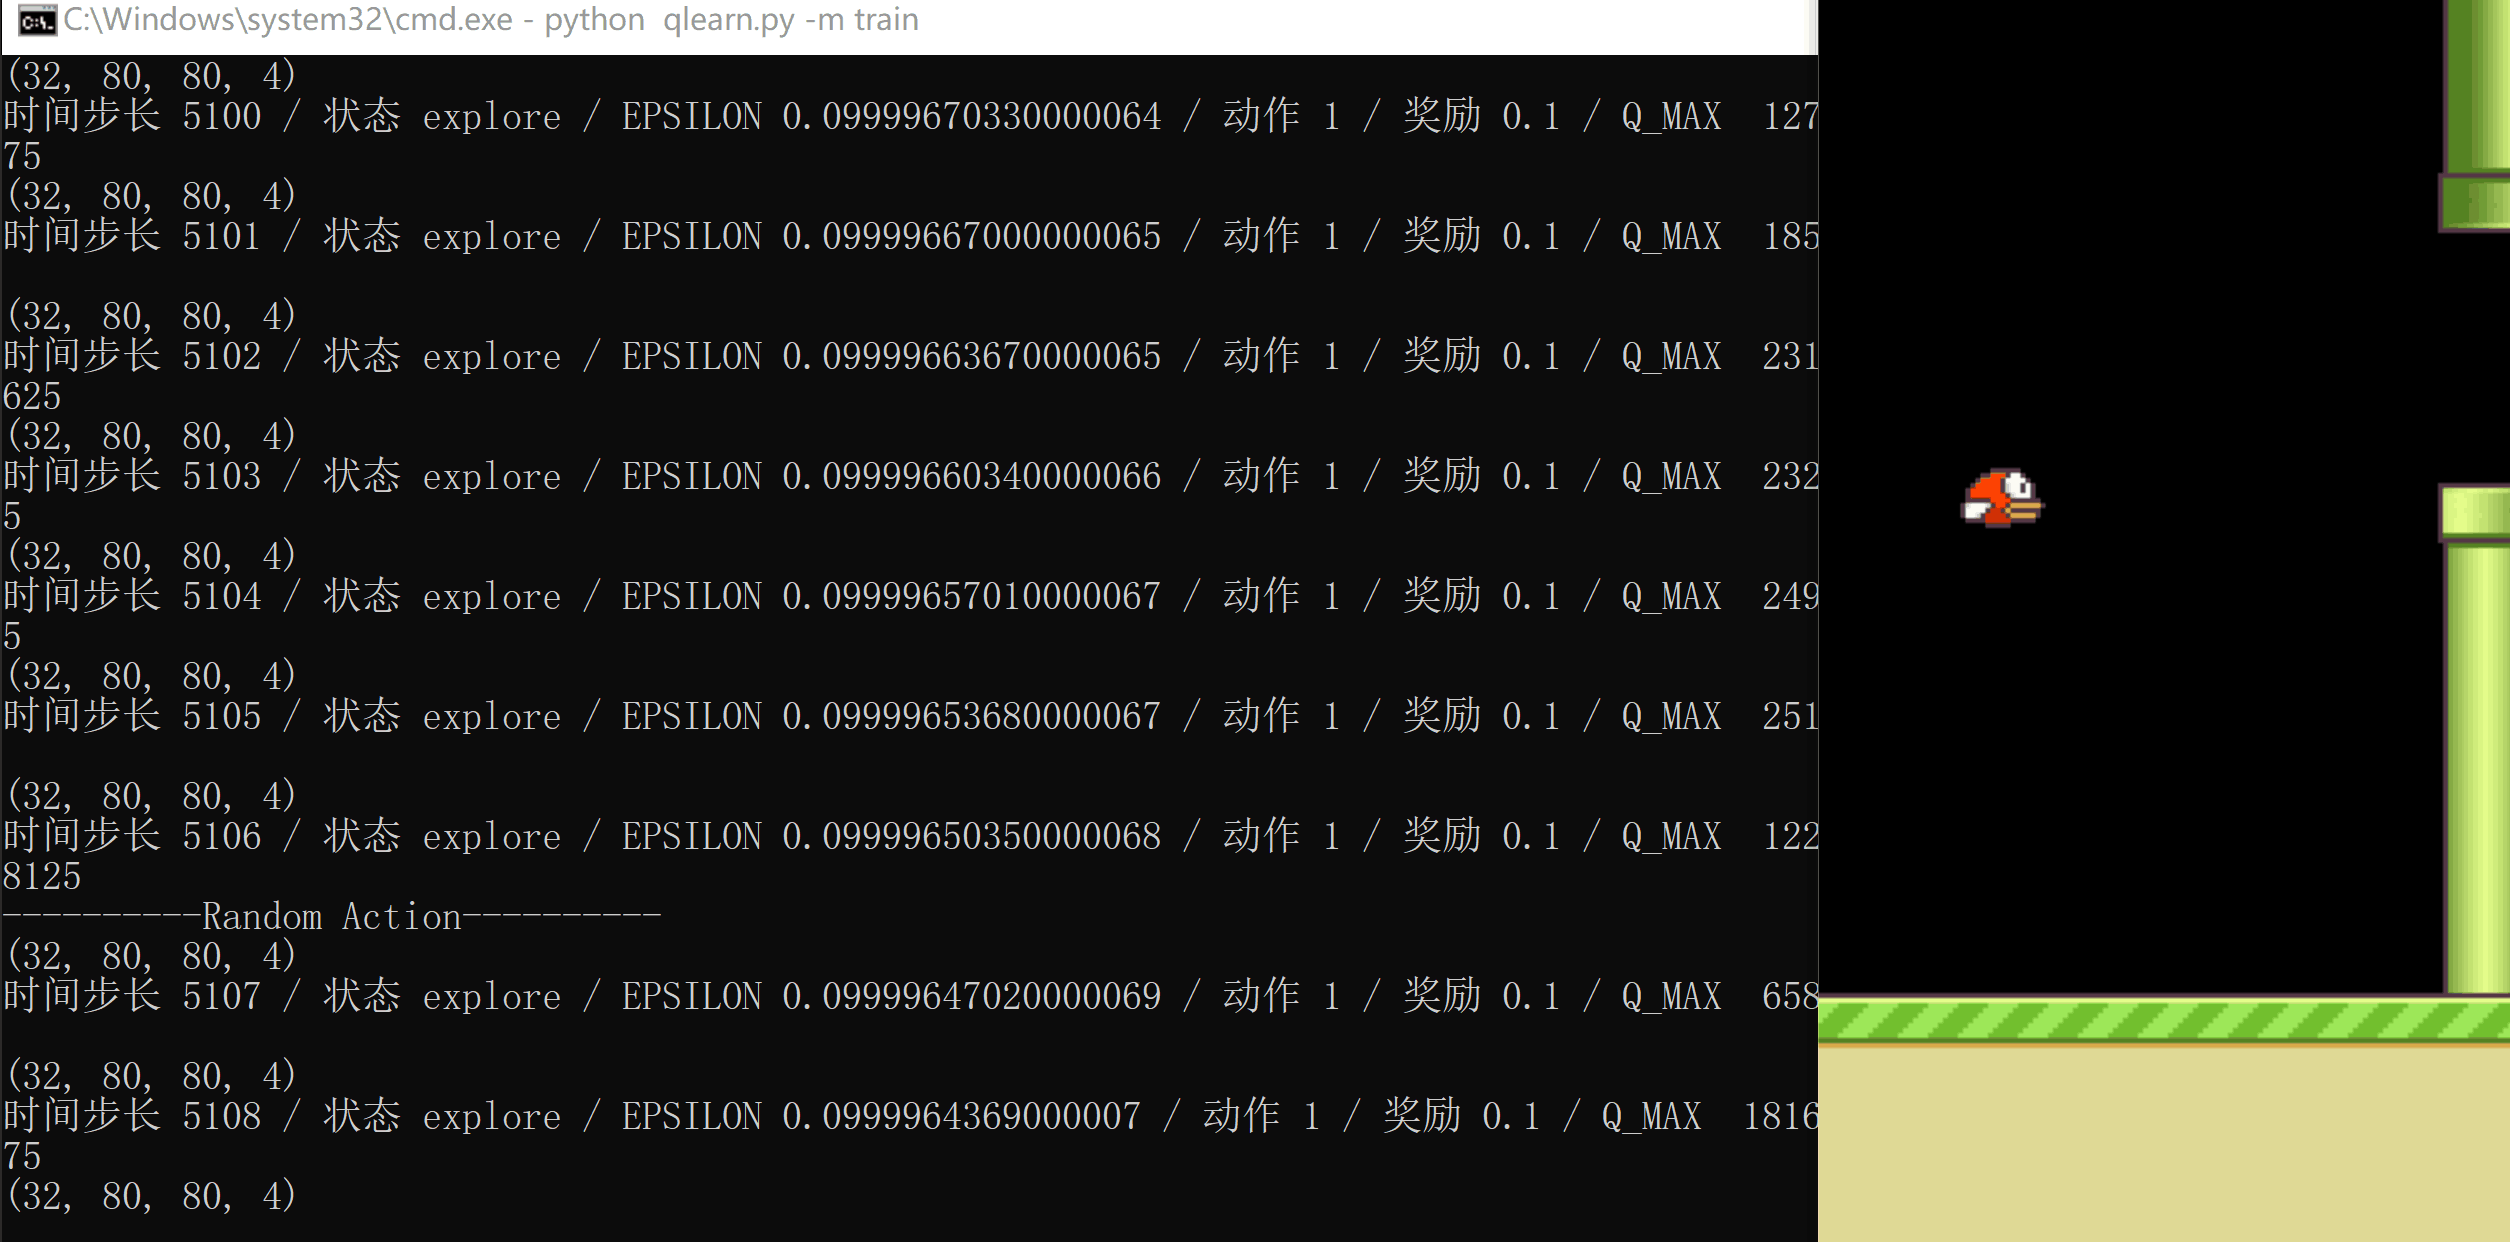 C:\Windows\system32\cmd.exe - python  qlearn.py -m train
(32, 80, 80, 4)
时间步长 5100 / 状态 explore / EPSILON 0.09999670330000064 / 动作 1 / 奖励 0.1 / Q_MAX  127
75
(32, 80, 80, 4)
时间步长 5101 / 状态 explore / EPSILON 0.09999667000000065 / 动作 1 / 奖励 0.1 / Q_MAX  185
(32, 80, 80, 4)
时间步长 5102 / 状态 explore / EPSILON 0.09999663670000065 / 动作 1 / 奖励 0.1 / Q_MAX  231
625
(32, 80, 80, 4)
时间步长 5103 / 状态 explore / EPSILON 0.09999660340000066 / 动作 1 / 奖励 0.1 / Q_MAX  232
5
(32, 80, 80, 4)
时间步长 5104 / 状态 explore / EPSILON 0.09999657010000067 / 动作 1 / 奖励 0.1 / Q_MAX  249
5
(32, 80, 80, 4)
时间步长 5105 / 状态 explore / EPSILON 0.09999653680000067 / 动作 1 / 奖励 0.1 / Q_MAX  251
(32, 80, 80, 4)
时间步长 5106 / 状态 explore / EPSILON 0.09999650350000068 / 动作 1 / 奖励 0.1 / Q_MAX  122
8125
----------Random Action----------
(32, 80, 80, 4)
时间步长 5107 / 状态 explore / EPSILON 0.09999647020000069 / 动作 1 / 奖励 0.1 / Q_MAX  658
(32, 80, 80, 4)
时间步长 5108 / 状态 explore / EPSILON 0.0999964369000007 / 动作 1 / 奖励 0.1 / Q_MAX  1816
75
(32, 80, 80, 4)